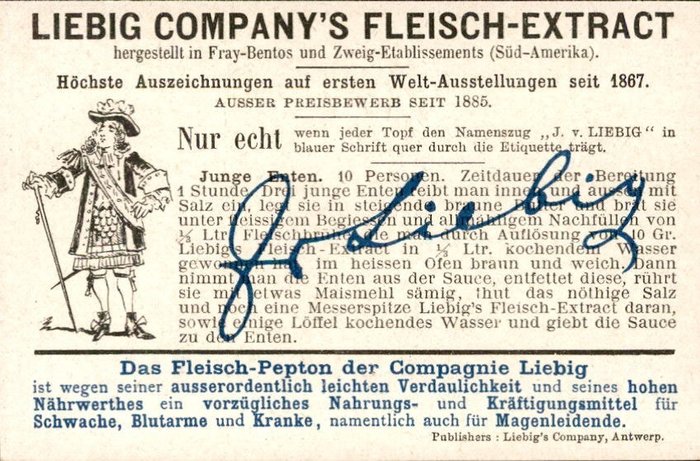 LIEBIG COMPANY'S FLEISCH-EXTRACT
hergestellt in Fray-Bentos und Zweig-Etablissements (Süd-Amerika).
Höchste Auszeichnungen auf ersten Welt-Ausstellungen seit 1867.
AUSSER PREISBEWERB SEIT 1885.
Nur echt wenn jeder Topf den Namenszug „J. v. LIEBIG" in
blauer Schrift quer durch die Etiquette trägt.
Junge Enten. 10 Personen. Zeitdauer der Bereitung
1 Stunde. Drei junge Enten reibt man innen und aussen mit
Salz ein, legt sie in steigende braune und brät sie
unter fleissigem Begiessen und allmäligem Nachfüllen von
⅓ Ltr. Fleischbrühe die man durch Auflösung von 10 Gr.
Liebig's Fleisch-Extract in ⅓ Ltr. kochendem Wasser
gewonnen hat im heissen Ofen braun und weich. Dann
nimmt man die Enten aus der Sauce, entfettet diese, rührt
sie mit etwas Maismehl sämig, thut das nöthige Salz
und noch eine Messerspitze Liebig's Fleisch-Extract daran,
sowie einige Löffel kochendes Wasser und giebt die Sauce
zu den Enten.
J v Liebig
Das Fleisch-Pepton der Compagnie Liebig
ist wegen seiner ausserordentlich leichten Verdaulichkeit und seines hohen
Nährwerthes ein vorzügliches Nahrungs- und Kräftigungsmittel für
Schwache, Blutarme und Kranke, namentlich auch für Magenleidende.
Publishers : Liebig's Company, Antwerp.